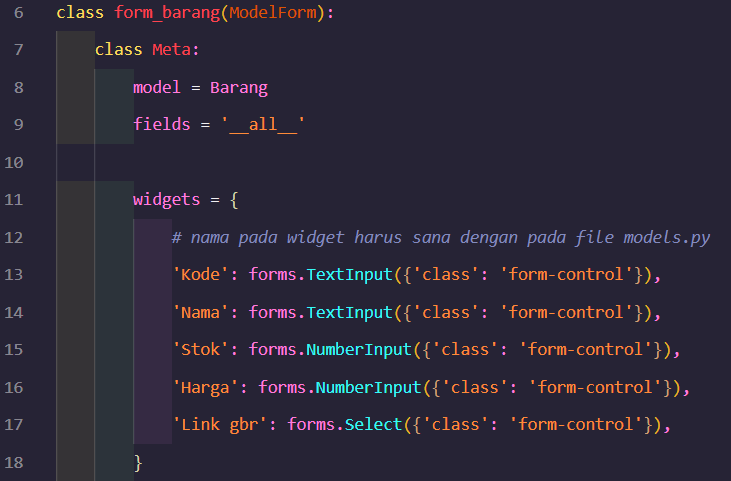 6 class form_barang(ModelForm):
7 class Meta:
8 model = Barang
9 fields = '__all__'
10
11 widgets = {
12 # nama pada widget harus sana dengan pada file models.py
13 'Kode': forms.TextInput({'class': 'form-control'}),
14 'Nama': forms.TextInput({'class': 'form-control'}),
15 'Stok': forms.NumberInput({'class': 'form-control'}),
16 'Harga': forms.NumberInput({'class': 'form-control'}),
17 'Link gbr': forms.Select({'class': 'form-control'}),
18 }